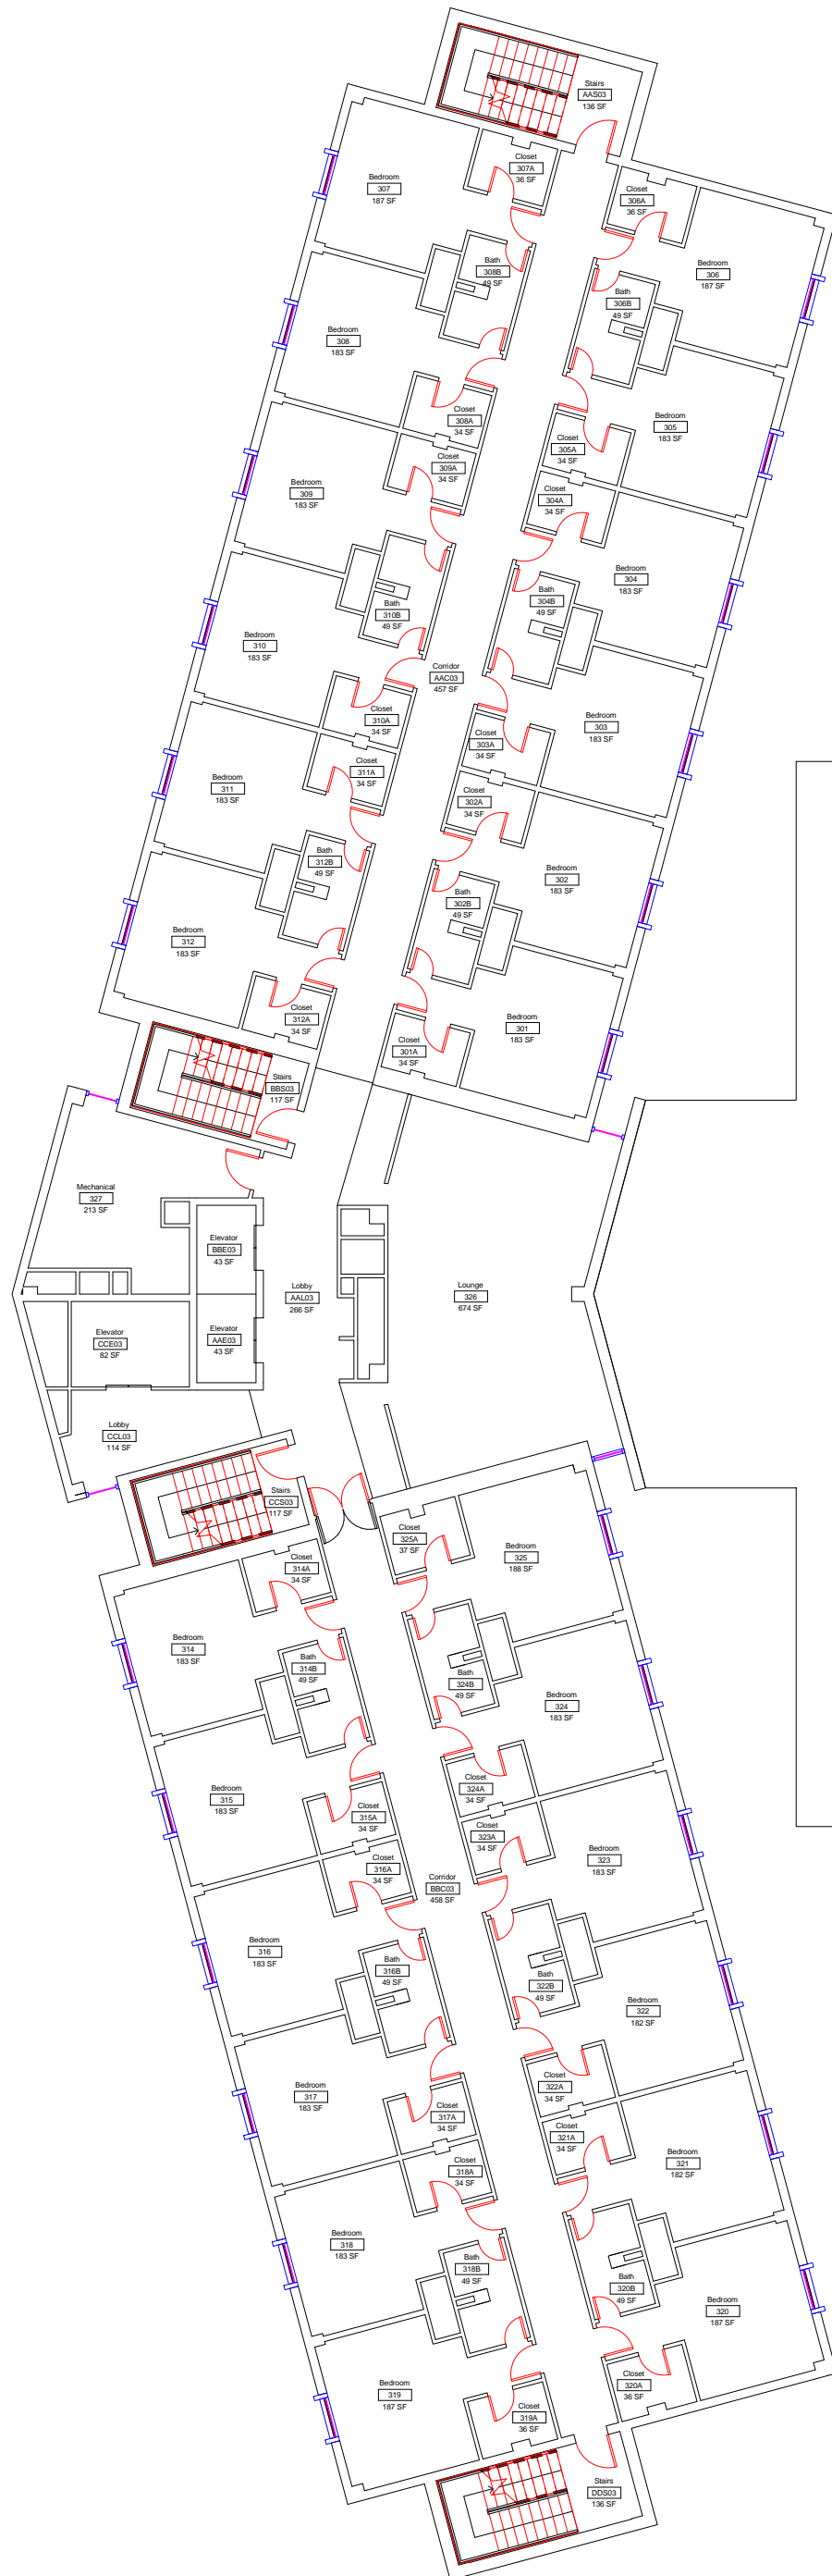 Stairs
AAS03
136 SF
Closet
307A
36 SF
Bedroom
307
187 SF
Closet
306A
36 SF
Bath
308B
49 SF
Bedroom
306
187 SF
Bath
306B
49 SF
Bedroom
308
183 SF
Closet
308A
34 SF
Bedroom
305
183 SF
Closet
305A
34 SF
Closet
309A
34 SF
Bedroom
309
183 SF
Closet
304A
34 SF
Bedroom
304
183 SF
Bath
304B
49 SF
Bath
310B
49 SF
Bedroom
310
183 SF
Corridor
AAC03
457 SF
Bedroom
303
183 SF
Closet
310A
34 SF
Closet
303A
34 SF
Closet
311A
34 SF
Bedroom
311
183 SF
Closet
302A
34 SF
Bath
312B
49 SF
Bedroom
302
183 SF
Bath
302B
49 SF
Bedroom
312
183 SF
Closet
312A
34 SF
Bedroom
301
183 SF
Closet
301A
34 SF
Stairs
BBS03
117 SF
Mechanical
327
213 SF
Elevator
BBE03
43 SF
Lobby
AAL03
266 SF
Lounge
326
674 SF
Elevator
CCE03
82 SF
Elevator
AAE03
43 SF
Lobby
CCL03
114 SF
Stairs
CCS03
117 SF
Closet
325A
37 SF
Bedroom
325
188 SF
Closet
314A
34 SF
Bedroom
314
183 SF
Bath
314B
49 SF
Bath
324B
49 SF
Bedroom
324
183 SF
Bedroom
315
183 SF
Closet
315A
34 SF
Closet
324A
34 SF
Closet
323A
34 SF
Closet
316A
34 SF
Corridor
BBC03
458 SF
Bedroom
323
183 SF
Bedroom
316
183 SF
Bath
316B
49 SF
Bath
322B
49 SF
Bedroom
322
182 SF
Bedroom
317
183 SF
Closet
322A
34 SF
Closet
317A
34 SF
Closet
321A
34 SF
Bedroom
321
182 SF
Closet
318A
34 SF
Bedroom
318
183 SF
Bath
318B
49 SF
Bath
320B
49 SF
Bedroom
320
187 SF
Bedroom
319
187 SF
Closet
320A
36 SF
Closet
319A
36 SF
Stairs
DDS03
136 SF